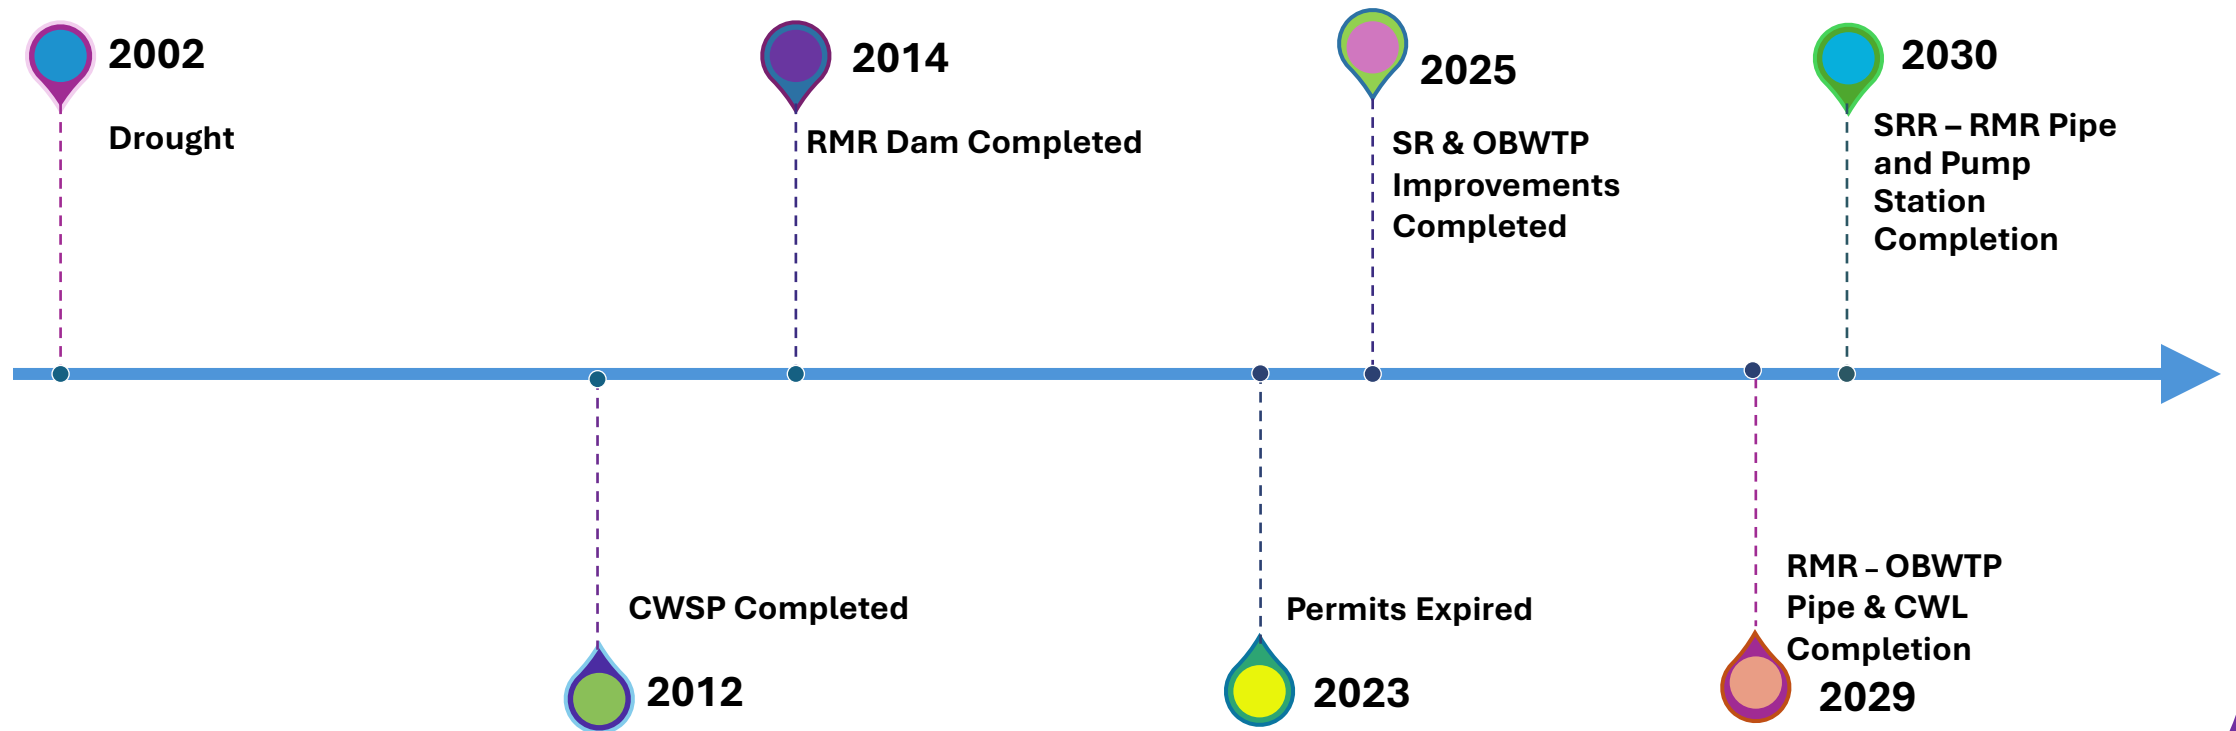 2002
Drought
2014
RMR Dam Completed
2025
SR & OBWTP
Improvements
Completed
2030
SRR – RMR Pipe
and Pump
Station
Completion
CWSP Completed
2012
Permits Expired
2023
RMR – OBWTP
Pipe & CWL
Completion
2029